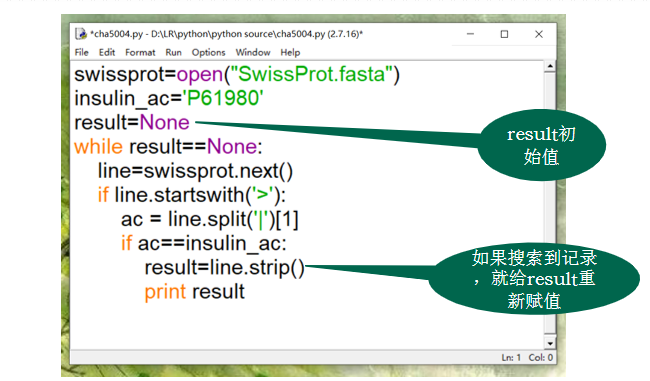 *cha5004.py - D:\LR\python\python source\cha5004.py (2.7.16)*
File Edit Format Run Options Window Help
swissprot=open("SwissProt.fasta")
insulin_ac='P61980'
result=None
while result==None:
    line=swissprot.next()
    if line.startswith('>'):
        ac = line.split('|')[1]
        if ac==insulin_ac:
            result=line.strip()
            print result
result初
始值
如果搜索到记录
，就给result重
新赋值
Ln: 1 Col: 0